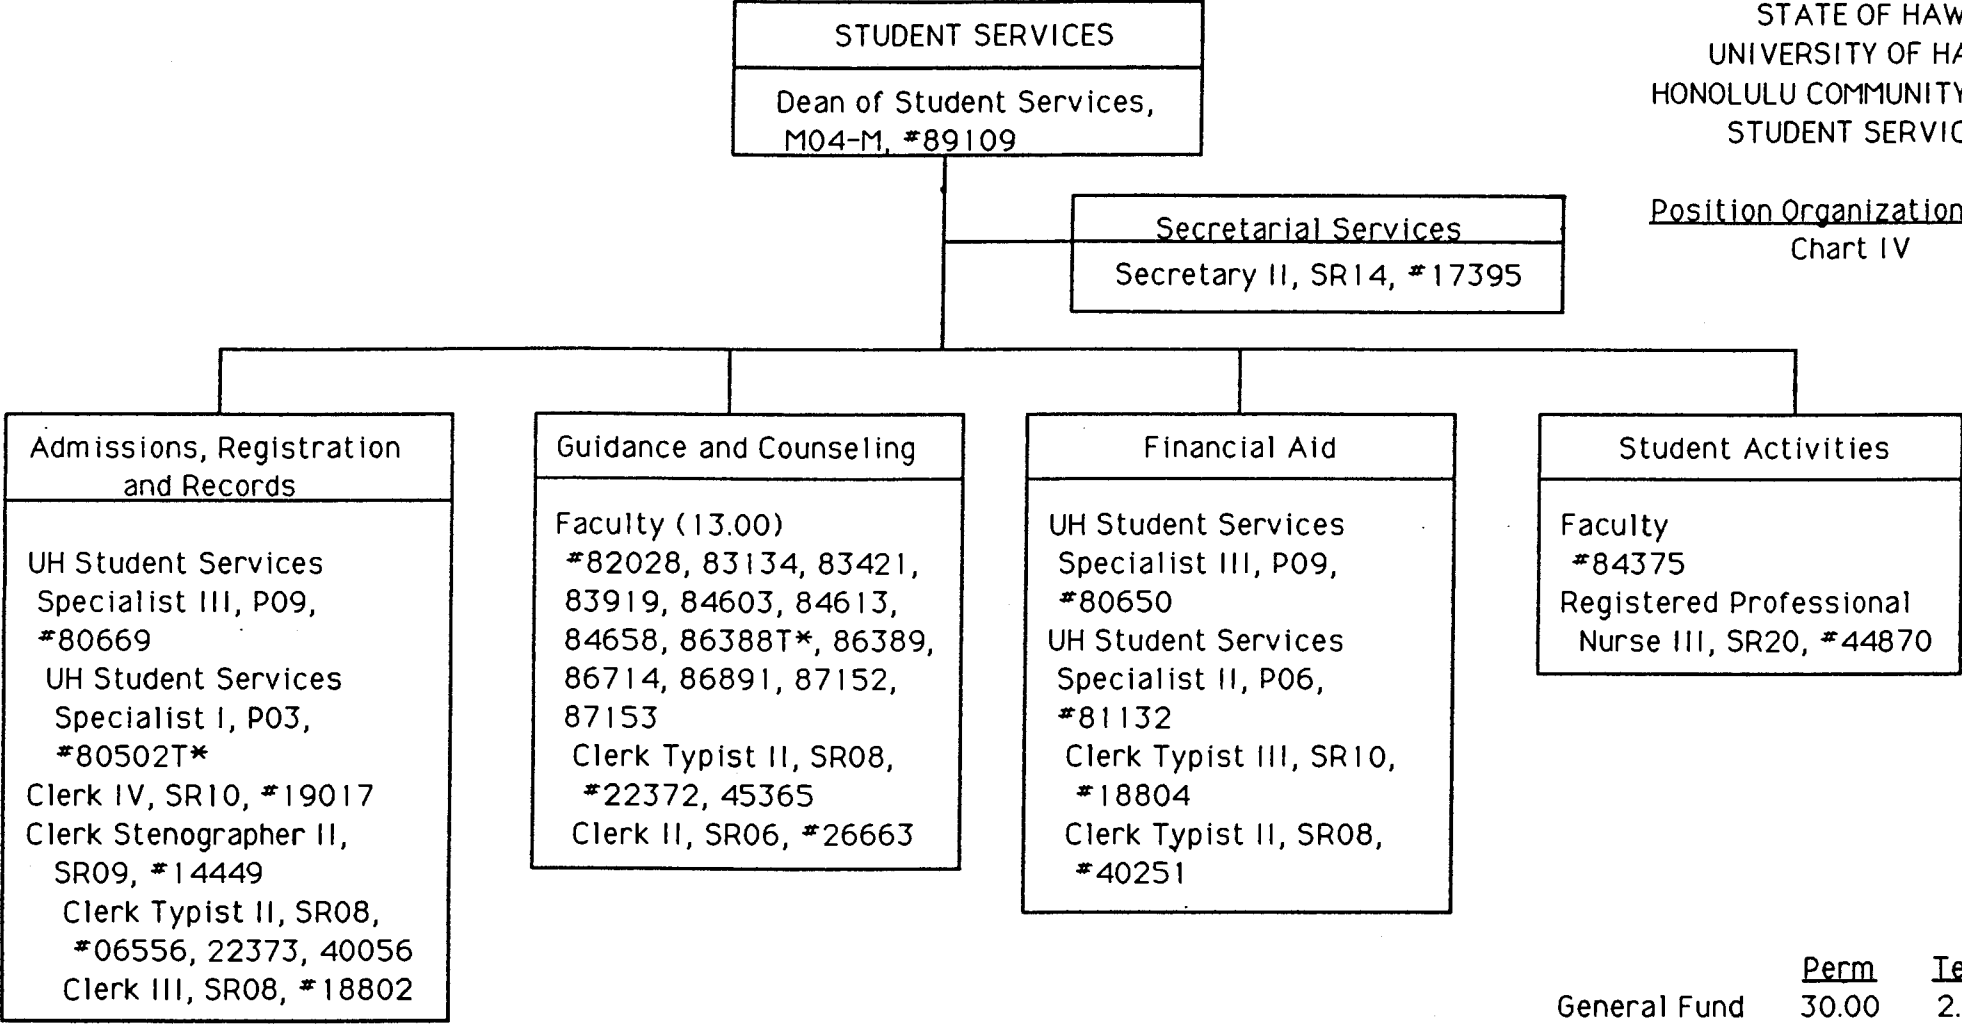 STUDENT SERVICES
Dean of Student Services,
M04-M, #89109
STATE OF HAW
UNIVERSITY OF HA
HONOLULU COMMUNITY
STUDENT SERVIC
Position Organization
Chart IV
Secretarial Services
Secretary II, SR14, #17395
Admissions, Registration
and Records
UH Student Services
Specialist III, P09,
#80669
UH Student Services
Specialist I, P03,
#80502T*
Clerk IV, SR10, #19017
Clerk Stenographer II,
SR09, #14449
Clerk Typist II, SR08,
#06556, 22373, 40056
Clerk III, SR08, #18802
Guidance and Counseling
Faculty (13.00)
#82028, 83134, 83421,
83919, 84603, 84613,
84658, 86388T*, 86389,
86714, 86891, 87152,
87153
Clerk Typist II, SR08,
#22372, 45365
Clerk II, SR06, #26663
Financial Aid
UH Student Services
Specialist III, P09,
#80650
UH Student Services
Specialist II, P06,
#81132
Clerk Typist III, SR10,
#18804
Clerk Typist II, SR08,
#40251
Student Activities
Faculty
#84375
Registered Professional
Nurse III, SR20, #44870
Perm Te
General Fund 30.00 2.